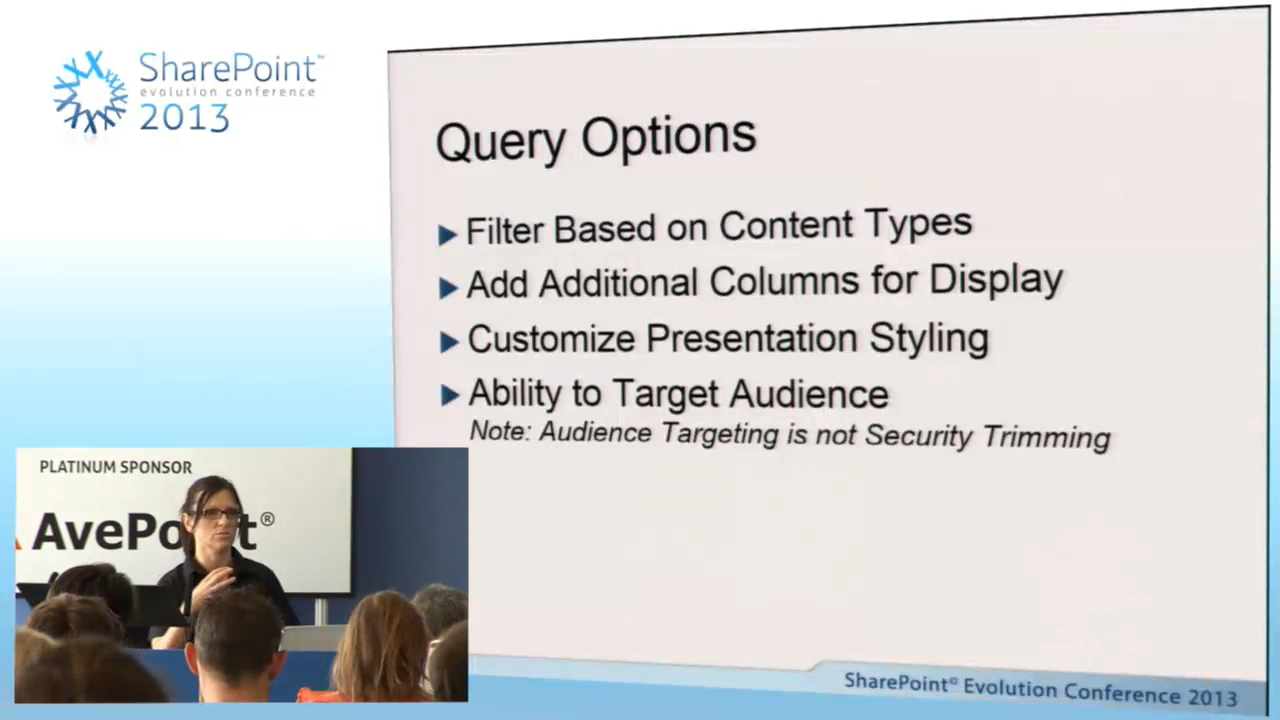 SharePoint™
evolution conference
2013
Query Options
Filter Based on Content Types
Add Additional Columns for Display
Customize Presentation Styling
Ability to Target Audience
Note: Audience Targeting is not Security Trimming
PLATINUM SPONSOR
SharePoint® Evolution Conference 2013